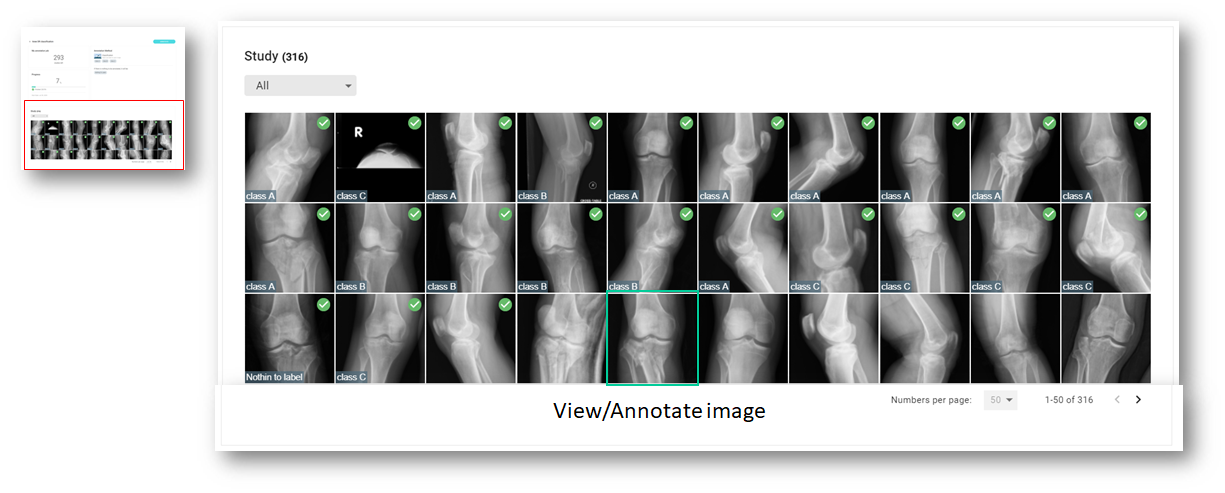 293
7.
Study (316)
All
R
class A
class C
class A
class B
class A
class A
class A
class A
class A
class A
class A
class B
class B
class B
class B
class A
class C
class C
class C
class C
Nothin to label
class C
Numbers per page:
50
1-50 of 316
View/Annotate image